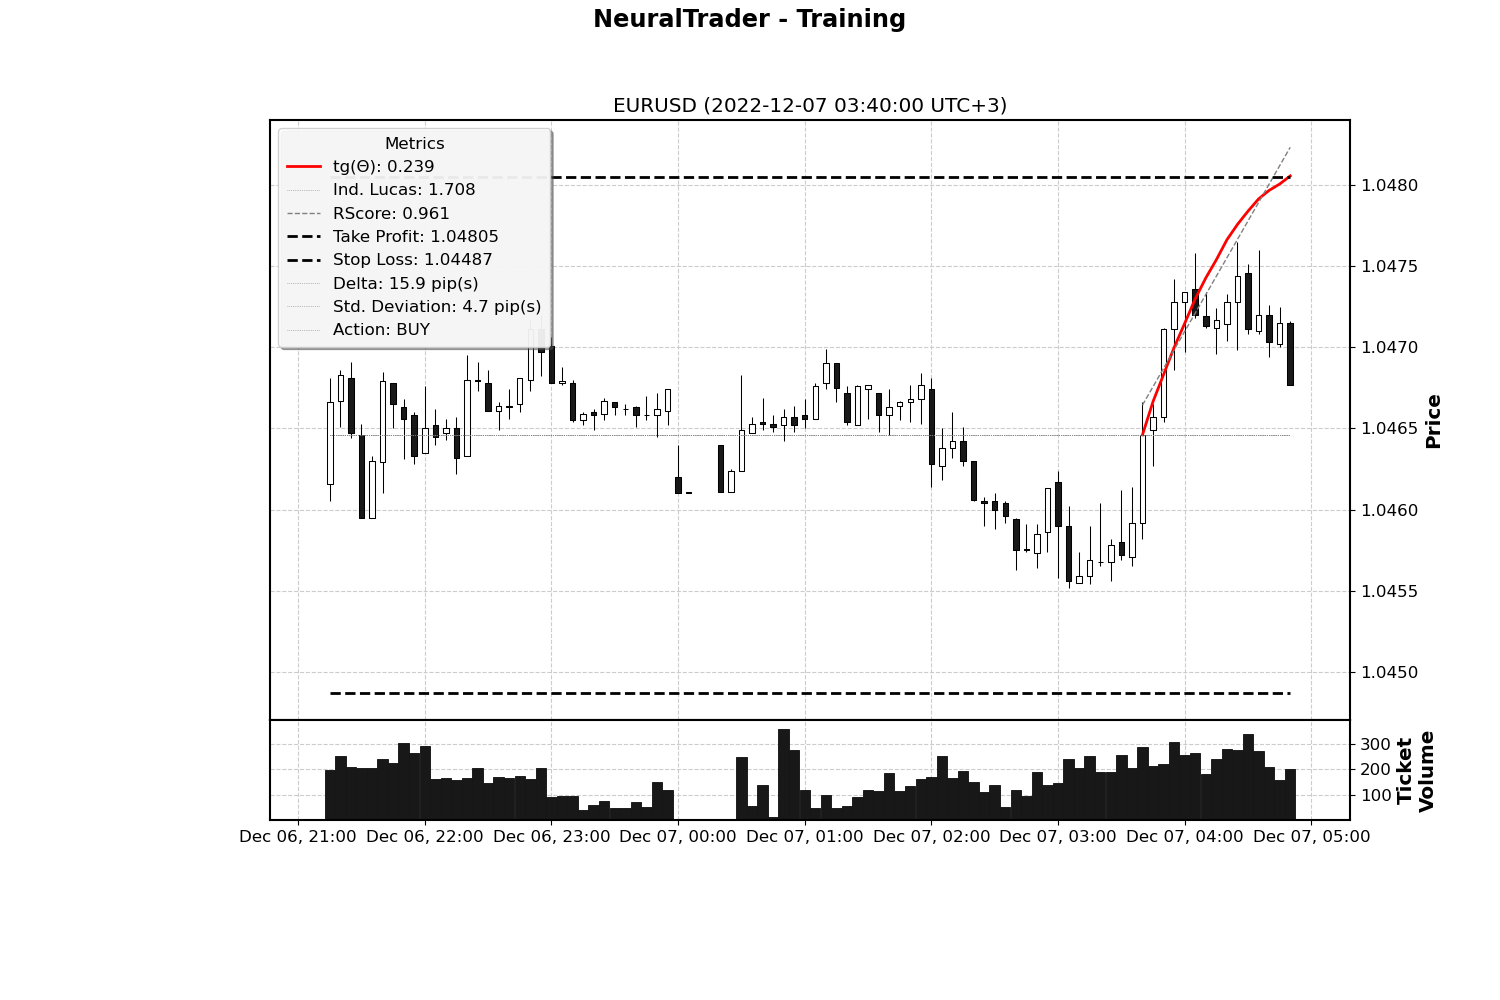 NeuralTrader - Training
EURUSD (2022-12-07 03:40:00 UTC+3)
Metrics
tg(Θ): 0.239
Ind. Lucas: 1.708
RScore: 0.961
Take Profit: 1.04805
Stop Loss: 1.04487
Delta: 15.9 pip(s)
Std. Deviation: 4.7 pip(s)
Action: BUY
1.0480
1.0475
1.0470
1.0465
1.0460
1.0455
1.0450
Price
300
200
100
Ticket
Volume
Dec 06, 21:00 Dec 06, 22:00 Dec 06, 23:00 Dec 07, 00:00 Dec 07, 01:00 Dec 07, 02:00 Dec 07, 03:00 Dec 07, 04:00 Dec 07, 05:00